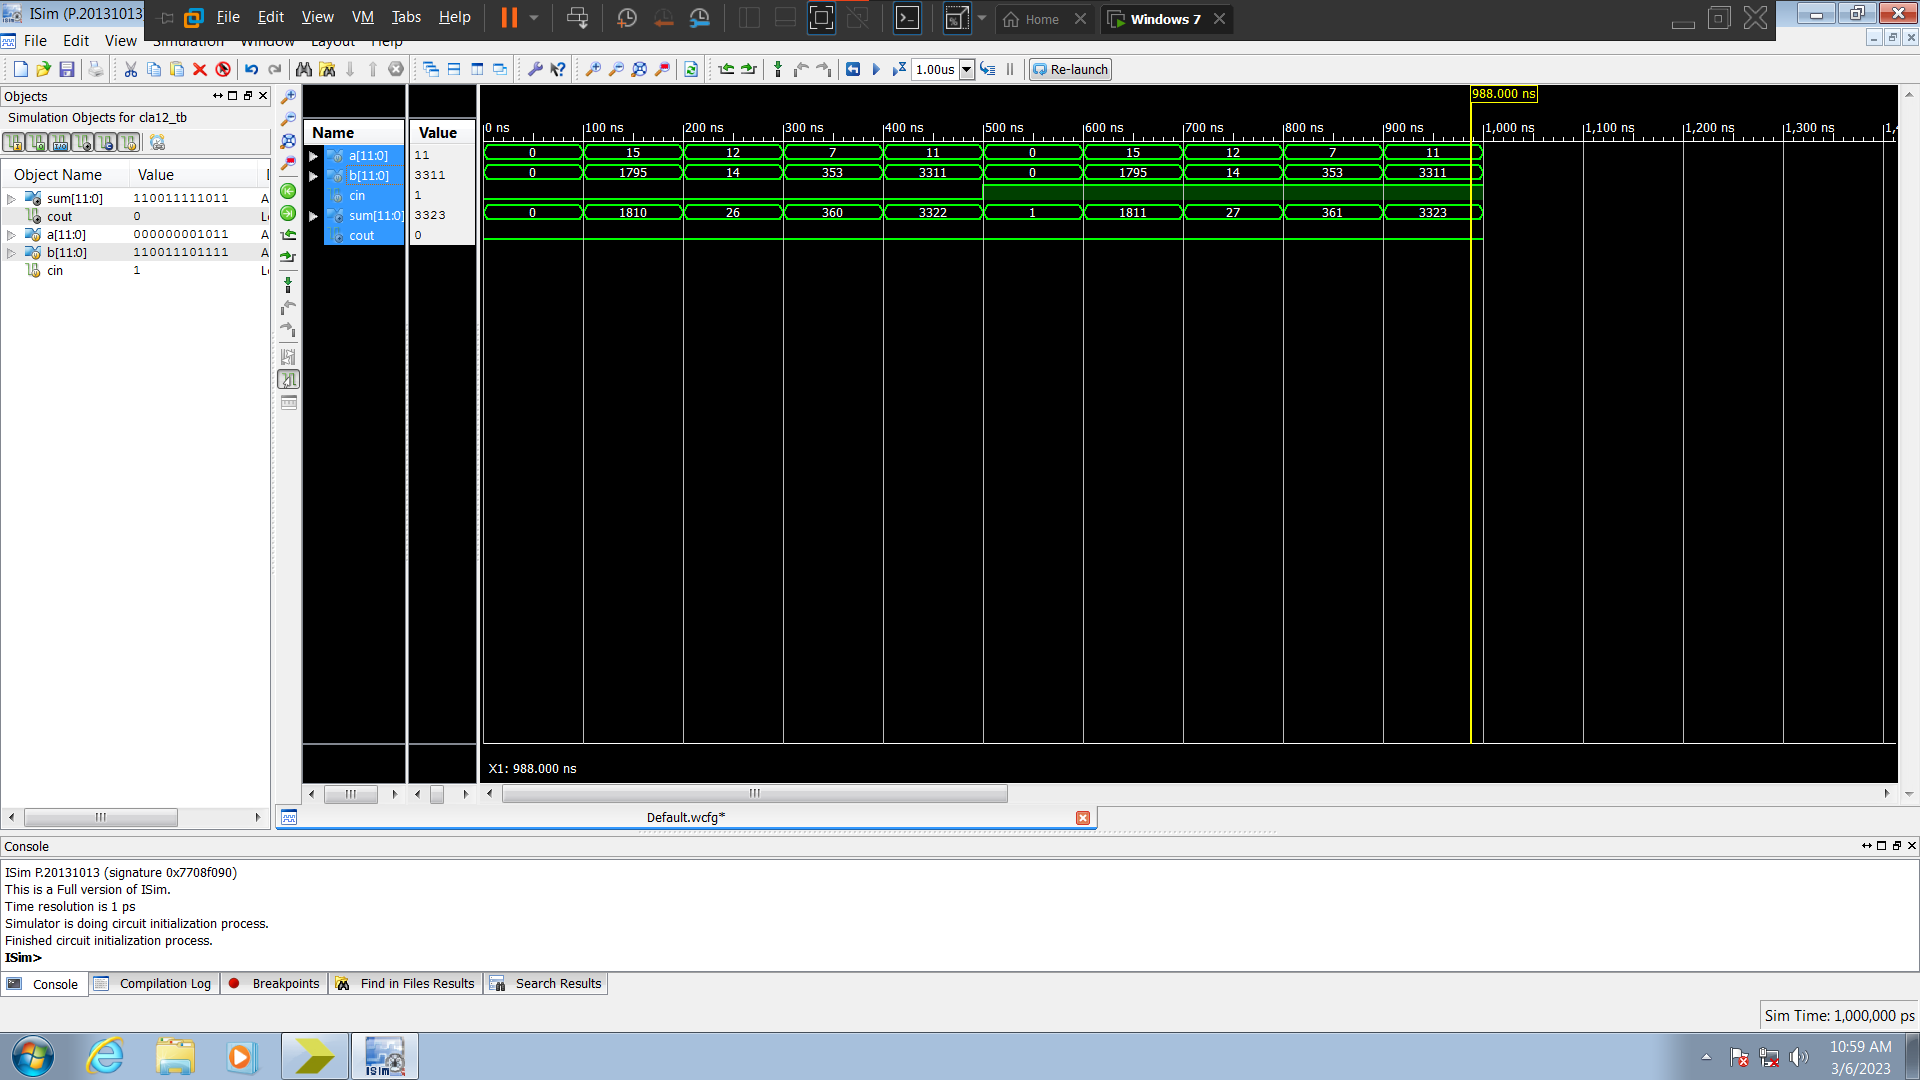 ISim (P.20131013
File Edit View VM Tabs Help
Home
Windows 7
File Edit View Simulation Window Layout Help
1.00us
Re-launch
Objects
Simulation Objects for cla12_tb
Object Name Value
sum[11:0] 110011111011 A
cout 0 L
a[11:0] 000000001011 A
b[11:0] 110011101111 A
cin 1 L
Name Value
a[11:0] 11
b[11:0] 3311
cin 1
sum[11:0] 3323
cout 0
988.000 ns
0 ns 100 ns 200 ns 300 ns 400 ns 500 ns 600 ns 700 ns 800 ns 900 ns 1,000 ns 1,100 ns 1,200 ns 1,300 ns 1,4
0 15 12 7 11 0 15 12 7 11
0 1795 14 353 3311 0 1795 14 353 3311
0 1810 26 360 3322 1 1811 27 361 3323
X1: 988.000 ns
Default.wcfg*
Console
ISim P.20131013 (signature 0x7708f090)
This is a Full version of ISim.
Time resolution is 1 ps
Simulator is doing circuit initialization process.
Finished circuit initialization process.
ISim>
Console Compilation Log Breakpoints Find in Files Results Search Results
Sim Time: 1,000,000 ps
ISim
10:59 AM
3/6/2023